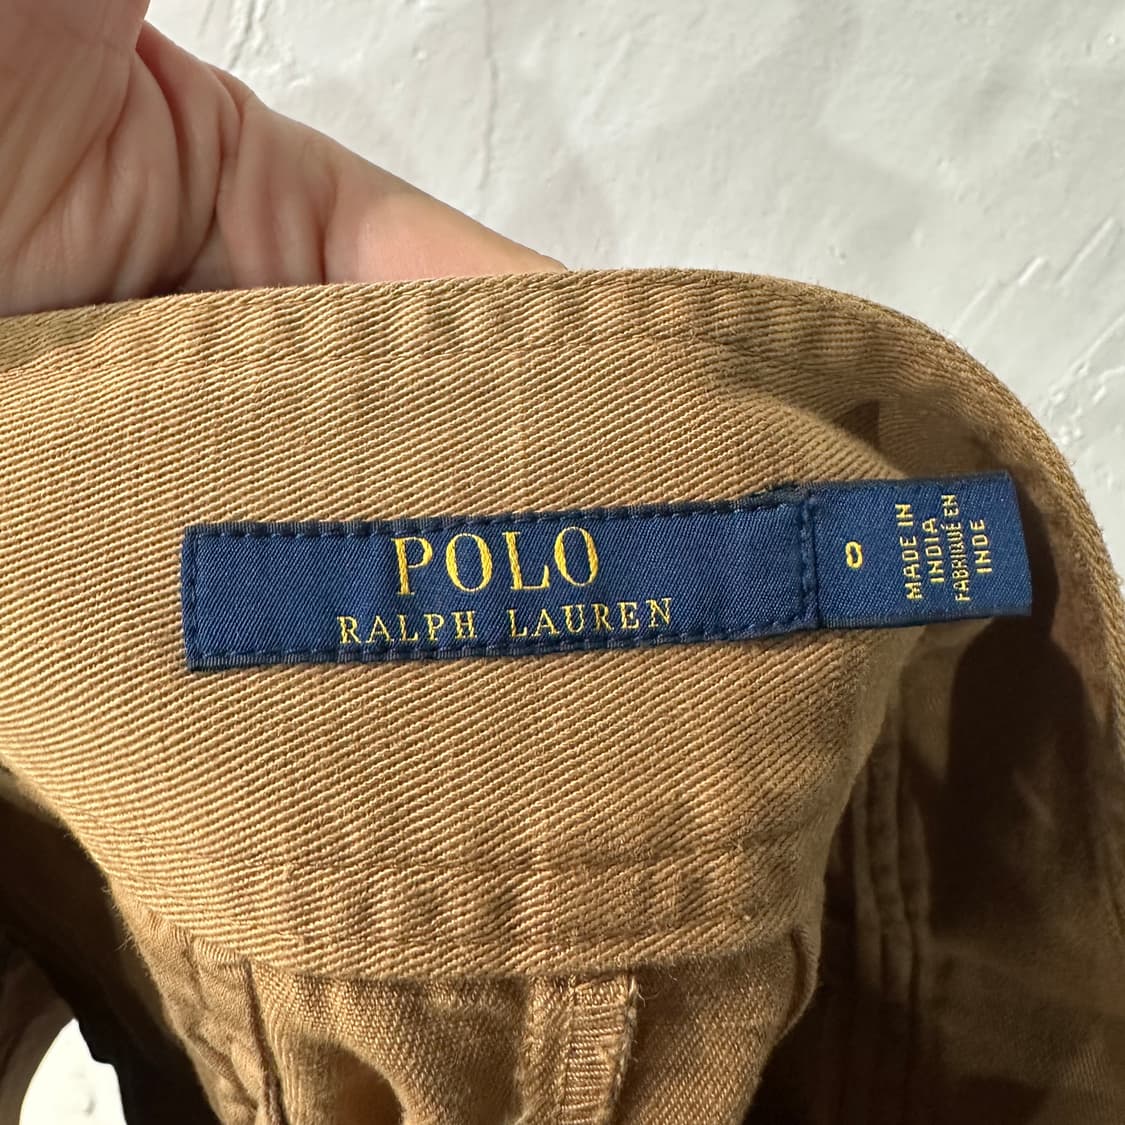 POLO
RALPH LAUREN
0
MADE IN
INDIA
FABRIQUÉ EN
INDE